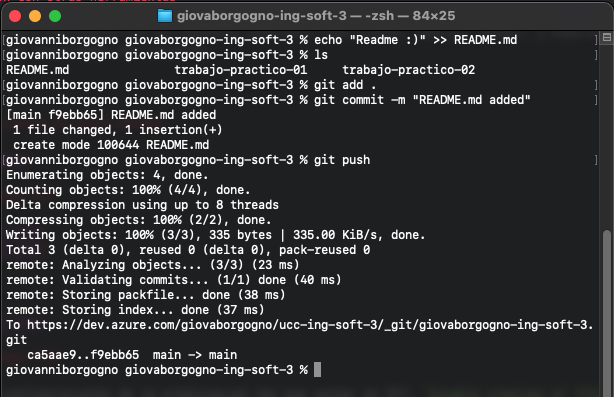 giovaborgogno-ing-soft-3 — -zsh — 84×25
[giovanniborgogno giovaborgogno-ing-soft-3 % echo "Readme :)" >> README.md ]
[giovanniborgogno giovaborgogno-ing-soft-3 % ls ]
README.md trabajo-practico-01 trabajo-practico-02
[giovanniborgogno giovaborgogno-ing-soft-3 % git add . ]
[giovanniborgogno giovaborgogno-ing-soft-3 % git commit -m "README.md added" ]
[main f9ebb65] README.md added
1 file changed, 1 insertion(+)
create mode 100644 README.md
[giovanniborgogno giovaborgogno-ing-soft-3 % git push ]
Enumerating objects: 4, done.
Counting objects: 100% (4/4), done.
Delta compression using up to 8 threads
Compressing objects: 100% (2/2), done.
Writing objects: 100% (3/3), 335 bytes | 335.00 KiB/s, done.
Total 3 (delta 0), reused 0 (delta 0), pack-reused 0
remote: Analyzing objects... (3/3) (23 ms)
remote: Validating commits... (1/1) done (40 ms)
remote: Storing packfile... done (38 ms)
remote: Storing index... done (37 ms)
To https://dev.azure.com/giovaborgogno/ucc-ing-soft-3/_git/giovaborgogno-ing-soft-3.
git
ca5aae9..f9ebb65 main -> main
giovanniborgogno giovaborgogno-ing-soft-3 %